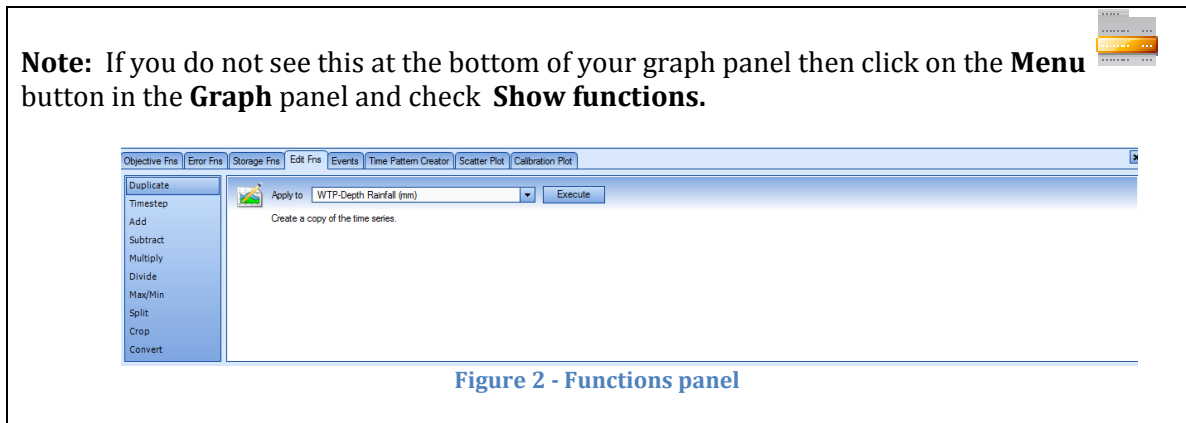 Note: If you do not see this at the bottom of your graph panel then click on the Menu
button in the Graph panel and check Show functions.
Objective Fns Error Fns Storage Fns Edit Fns Events Time Pattern Creator Scatter Plot Calibration Plot
Duplicate
Apply to WTP-Depth Rainfall (mm) Execute
Timestep
Create a copy of the time series.
Add
Subtract
Multiply
Divide
Max/Min
Split
Crop
Convert
Figure 2 - Functions panel